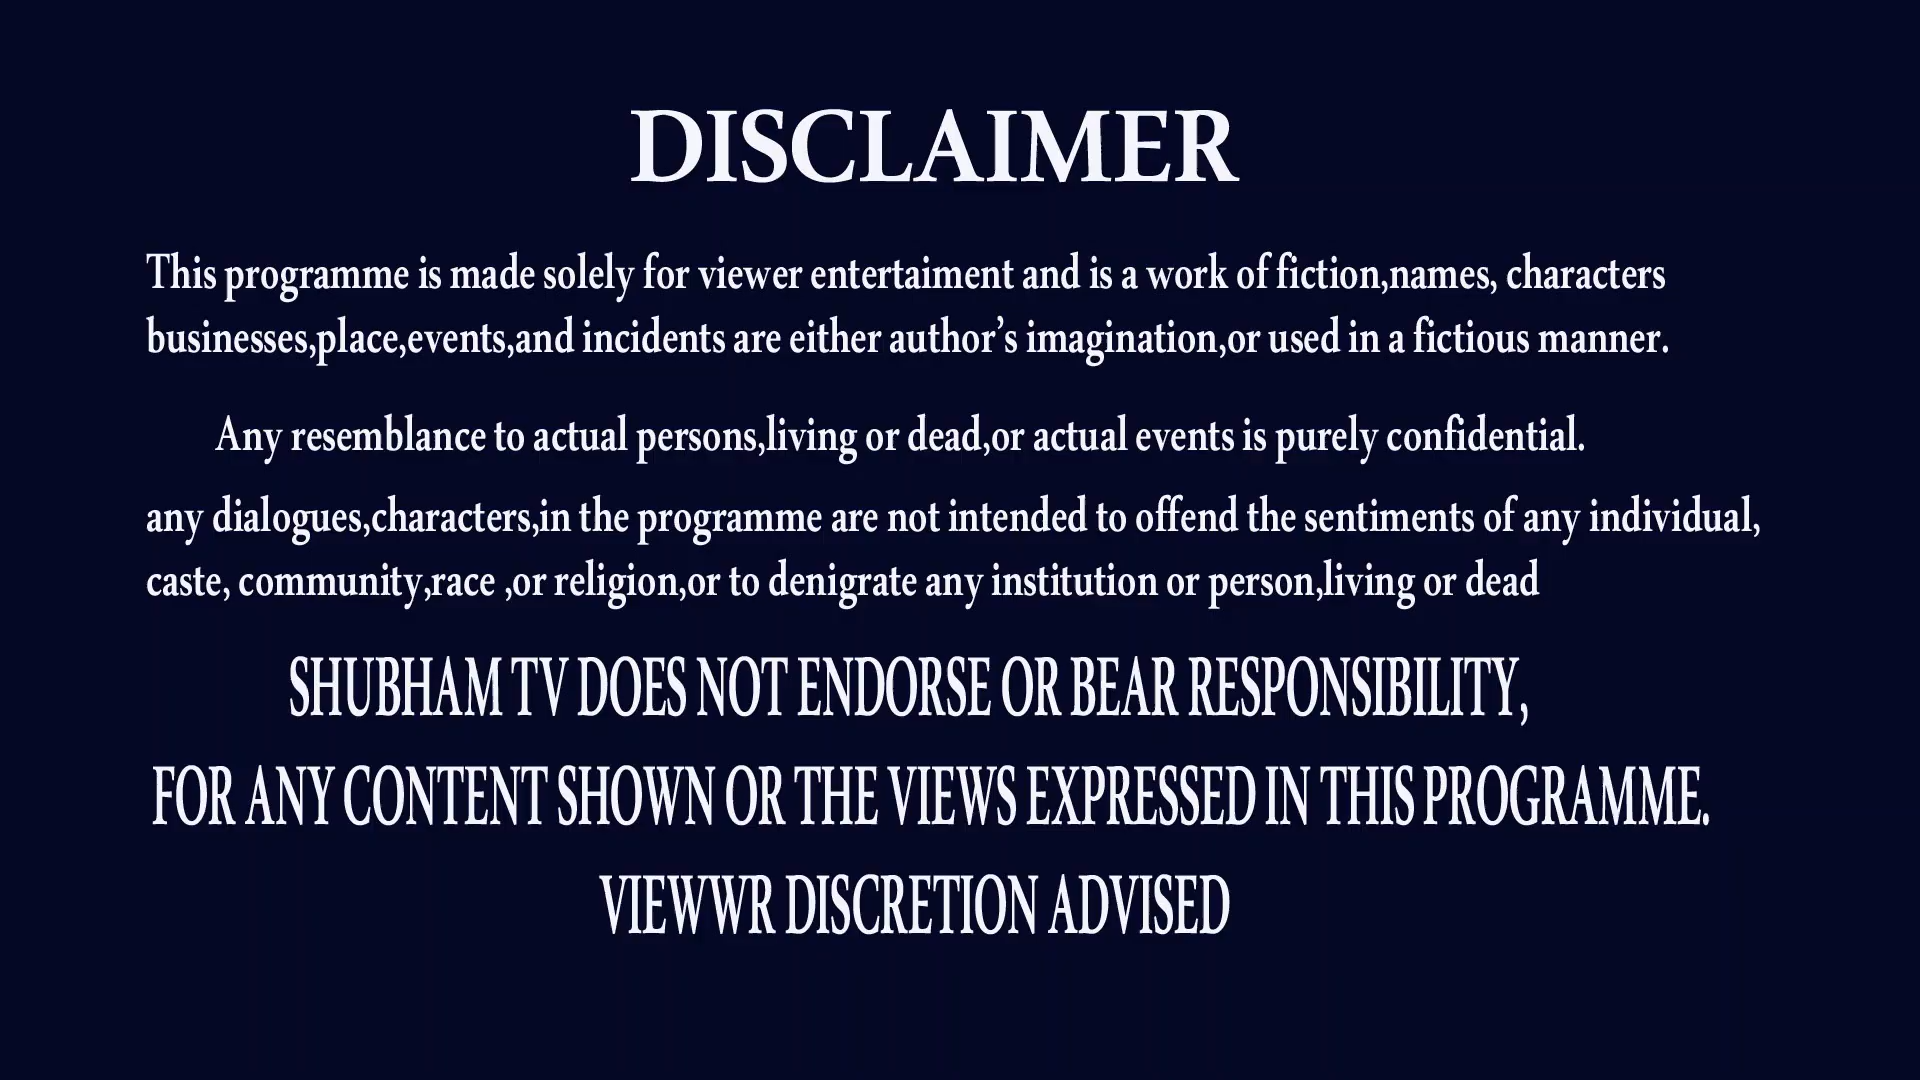 DISCLAIMER
This programme is made solely for viewer entertaiment and is a work of fiction,names, characters
businesses,place,events,and incidents are either author’s imagination,or used in a fictious manner.
Any resemblance to actual persons,living or dead,or actual events is purely confidential.
any dialogues,characters,in the programme are not intended to offend the sentiments of any individual,
caste, community,race ,or religion,or to denigrate any institution or person,living or dead
SHUBHAM TV DOES NOT ENDORSE OR BEAR RESPONSIBILITY,
FOR ANY CONTENT SHOWN OR THE VIEWS EXPRESSED IN THIS PROGRAMME.
VIEWWR DISCRETION ADVISED